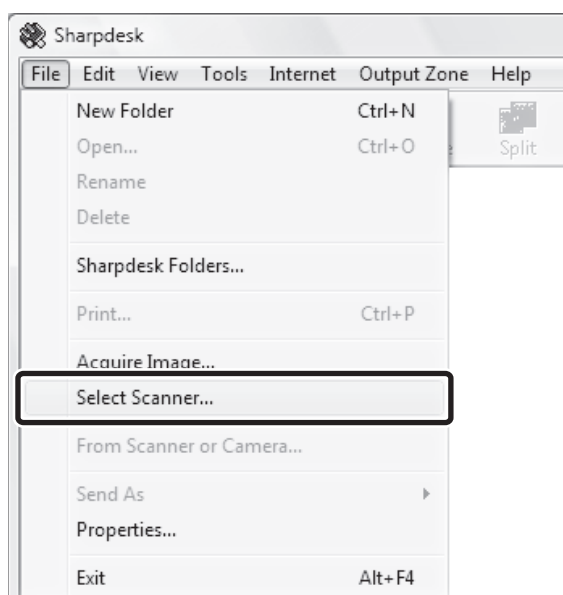 Sharpdesk
File Edit View Tools Internet Output Zone Help
New Folder Ctrl+N
Open... Ctrl+O
Split
Rename
Delete
Sharpdesk Folders...
Print... Ctrl+P
Acquire Image...
Select Scanner...
From Scanner or Camera...
Send As
Properties...
Exit Alt+F4